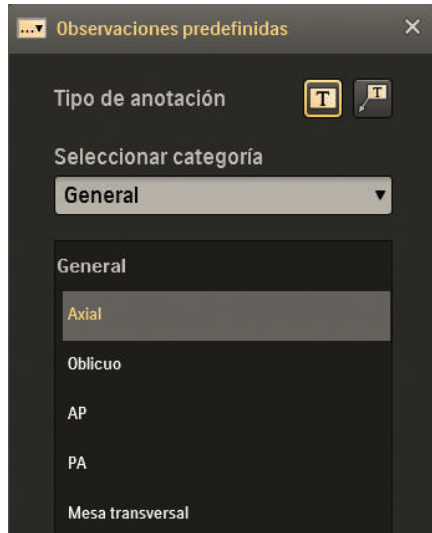 Observaciones predefinidas
Tipo de anotación
T
T
Seleccionar categoría
General
General
Axial
Oblicuo
AP
PA
Mesa transversal